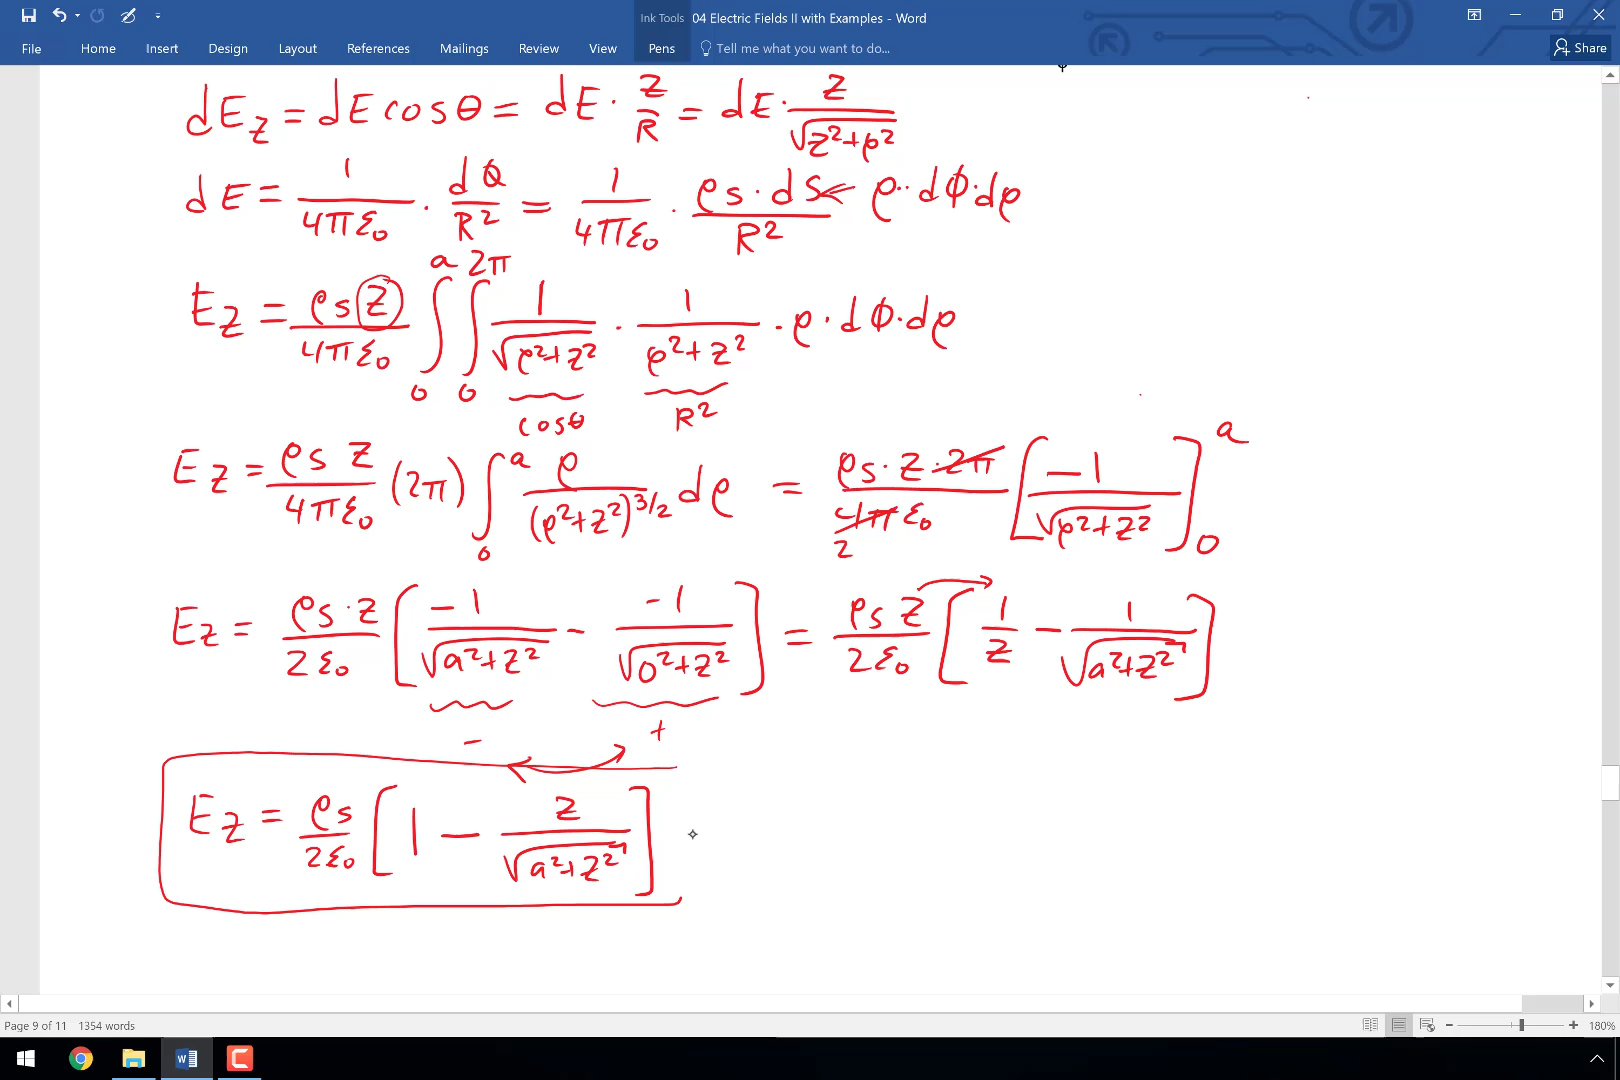 Ink Tools 04 Electric Fields II with Examples - Word
File Home Insert Design Layout References Mailings Review View Pens Tell me what you want to do... Share
dE_z = dE cosθ = dE · z/R = dE · z/√(z²+ρ²)
dE = 1/(4πε₀) · dQ/R² = 1/(4πε₀) · (ρs · dS)/R² ← ρ · dφ · dρ
E_z = (ρs z)/(4πε₀) ∫₀^a ∫₀^2π 1/√(ρ²+z²) · 1/(ρ²+z²) · ρ · dφ · dρ
cosθ R²
E_z = (ρs z)/(4πε₀) (2π) ∫₀^a ρ/(ρ²+z²)^(3/2) dρ = (ρs · z · 2π)/(4π ε₀) [-1/√(ρ²+z²)]₀^a
2
E_z = (ρs · z)/(2ε₀) [-1/√(a²+z²) - -1/√(0²+z²)] = (ρs z)/(2ε₀) [1/z - 1/√(a²+z²)]
- +
E_z = ρs/(2ε₀) [1 - z/√(a²+z²)]
Page 9 of 11 1354 words 180%